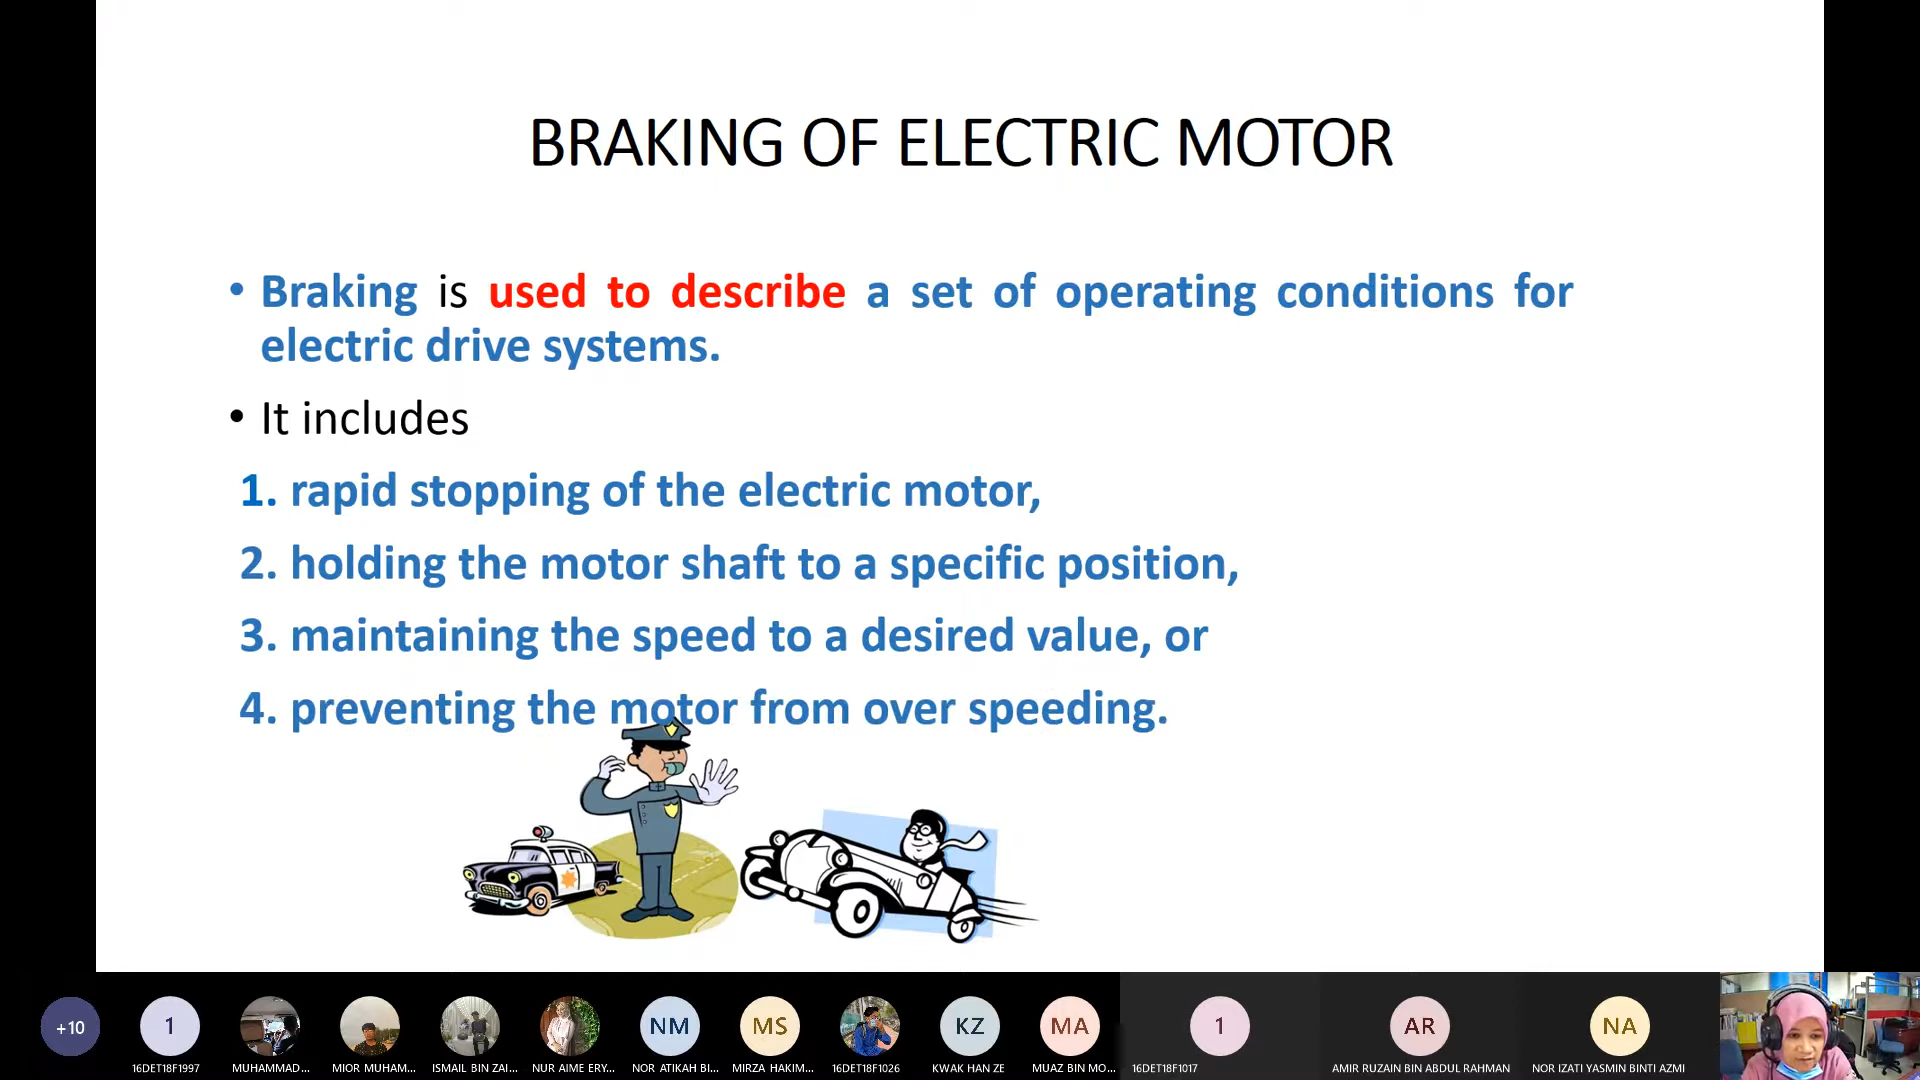 BRAKING OF ELECTRIC MOTOR
• Braking is used to describe a set of operating conditions for
electric drive systems.
• It includes
1. rapid stopping of the electric motor,
2. holding the motor shaft to a specific position,
3. maintaining the speed to a desired value, or
4. preventing the motor from over speeding.
+10
1
NM
MS
KZ
MA
1
AR
NA
16DET18F1997
MUHAMMAD...
MIOR MUHAM...
ISMAIL BIN ZAI...
NUR AIME ERY...
NOR ATIKAH BI...
MIRZA HAKIM...
16DET18F1026
KWAK HAN ZE
MUAZ BIN MO...
16DET18F1017
AMIR RUZAIN BIN ABDUL RAHMAN
NOR IZATI YASMIN BINTI AZMI